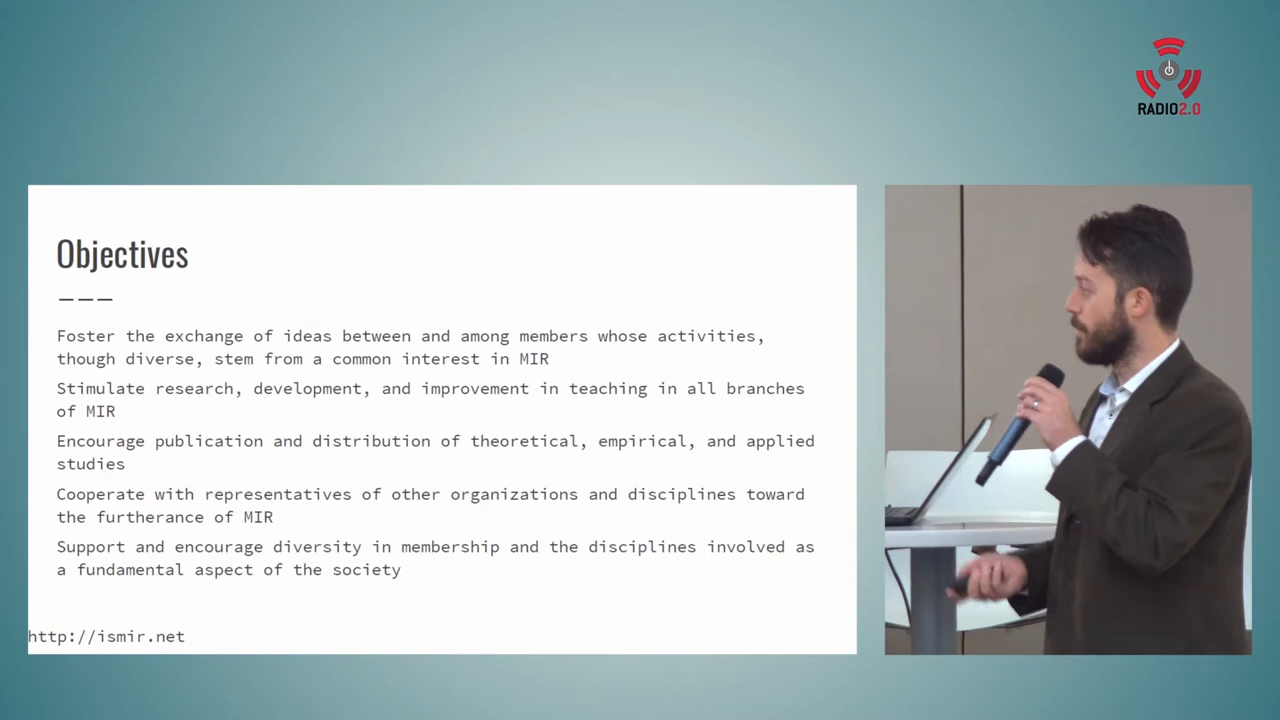 RADIO2.0
Objectives
Foster the exchange of ideas between and among members whose activities,
though diverse, stem from a common interest in MIR
Stimulate research, development, and improvement in teaching in all branches
of MIR
Encourage publication and distribution of theoretical, empirical, and applied
studies
Cooperate with representatives of other organizations and disciplines toward
the furtherance of MIR
Support and encourage diversity in membership and the disciplines involved as
a fundamental aspect of the society
http://ismir.net